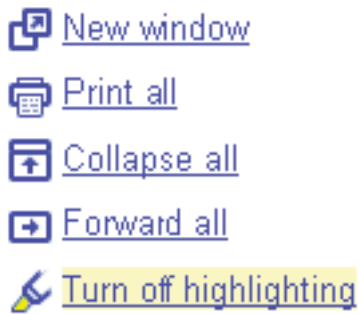 New window
Print all
Collapse all
Forward all
Turn off highlighting